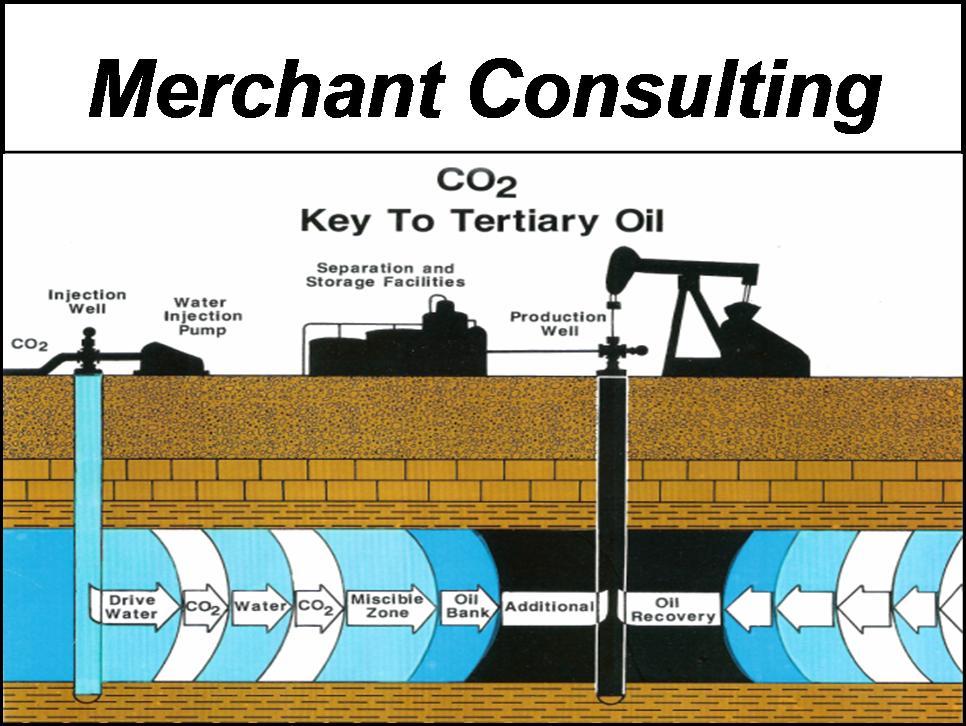 Merchant Consulting
CO2
Key To Tertiary Oil
Separation and
Storage Facilities
Injection
Well
Water
Injection
Pump
Production
Well
CO2
Drive
Water
CO2
Water
CO2
Miscible
Zone
Oil
Bank
Additional
Oil
Recovery